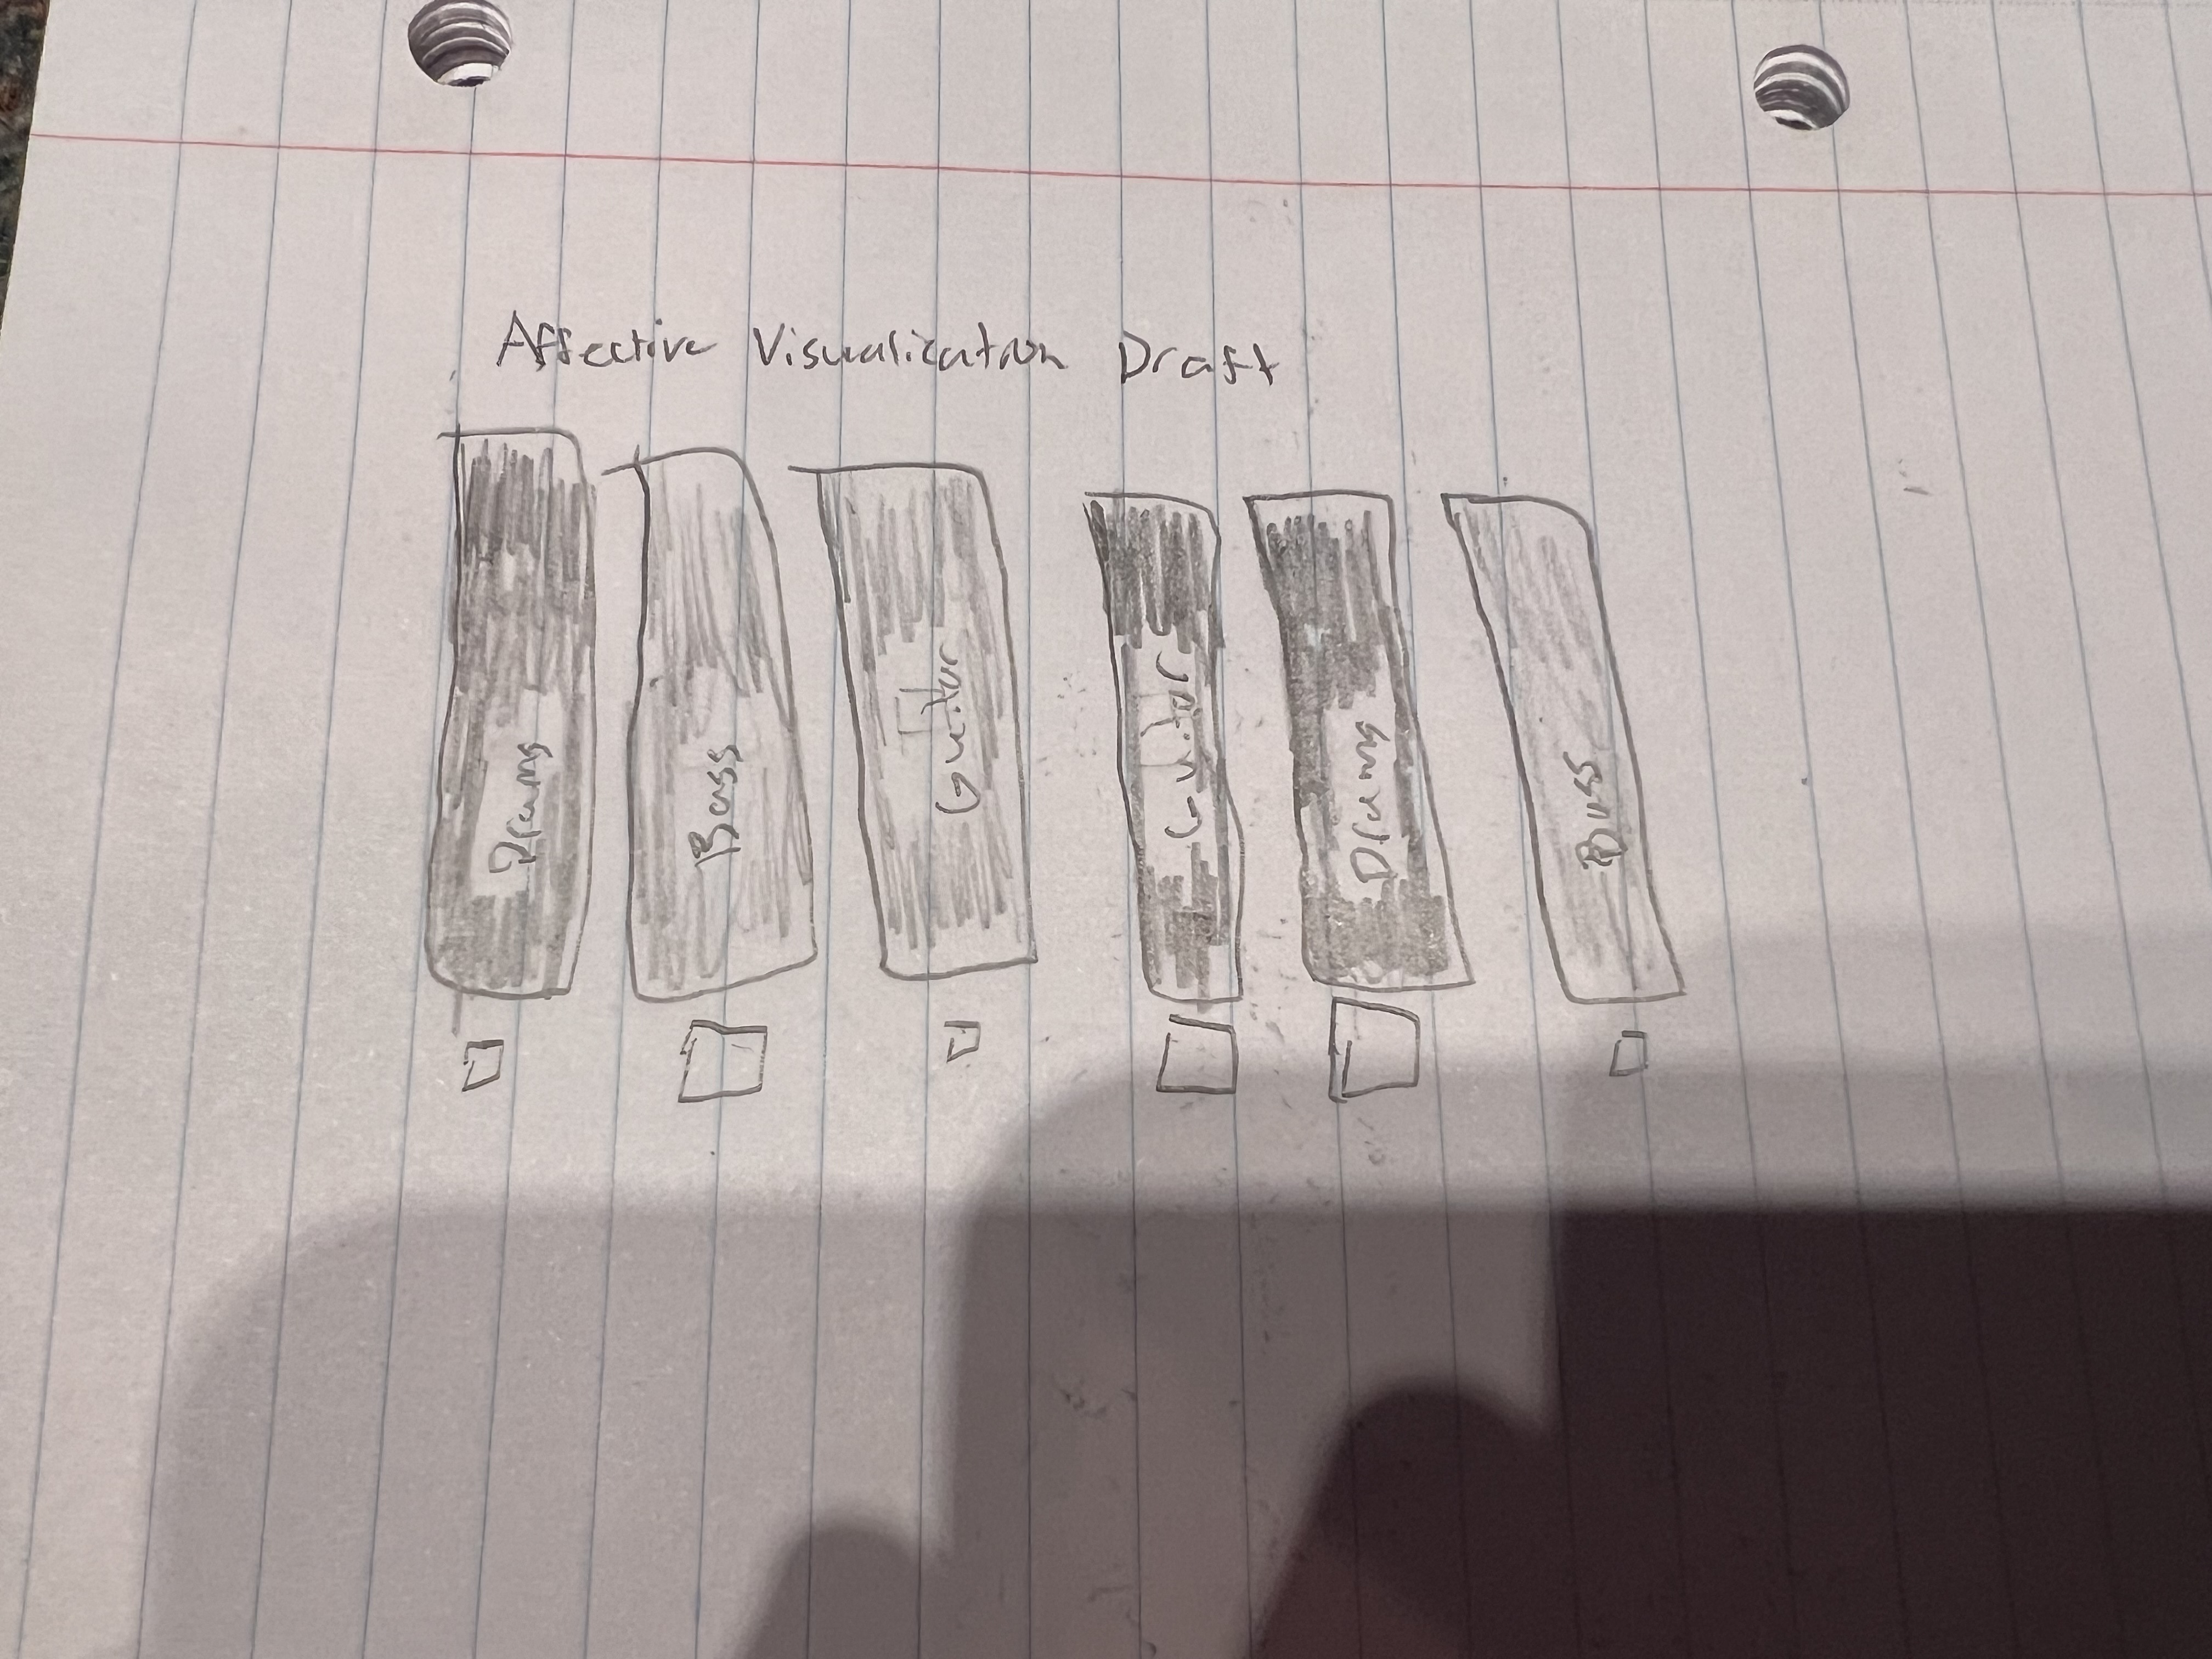 Affective Visualization Draft
Drums
Bass
Guitar
Guitar
Drums
Bass